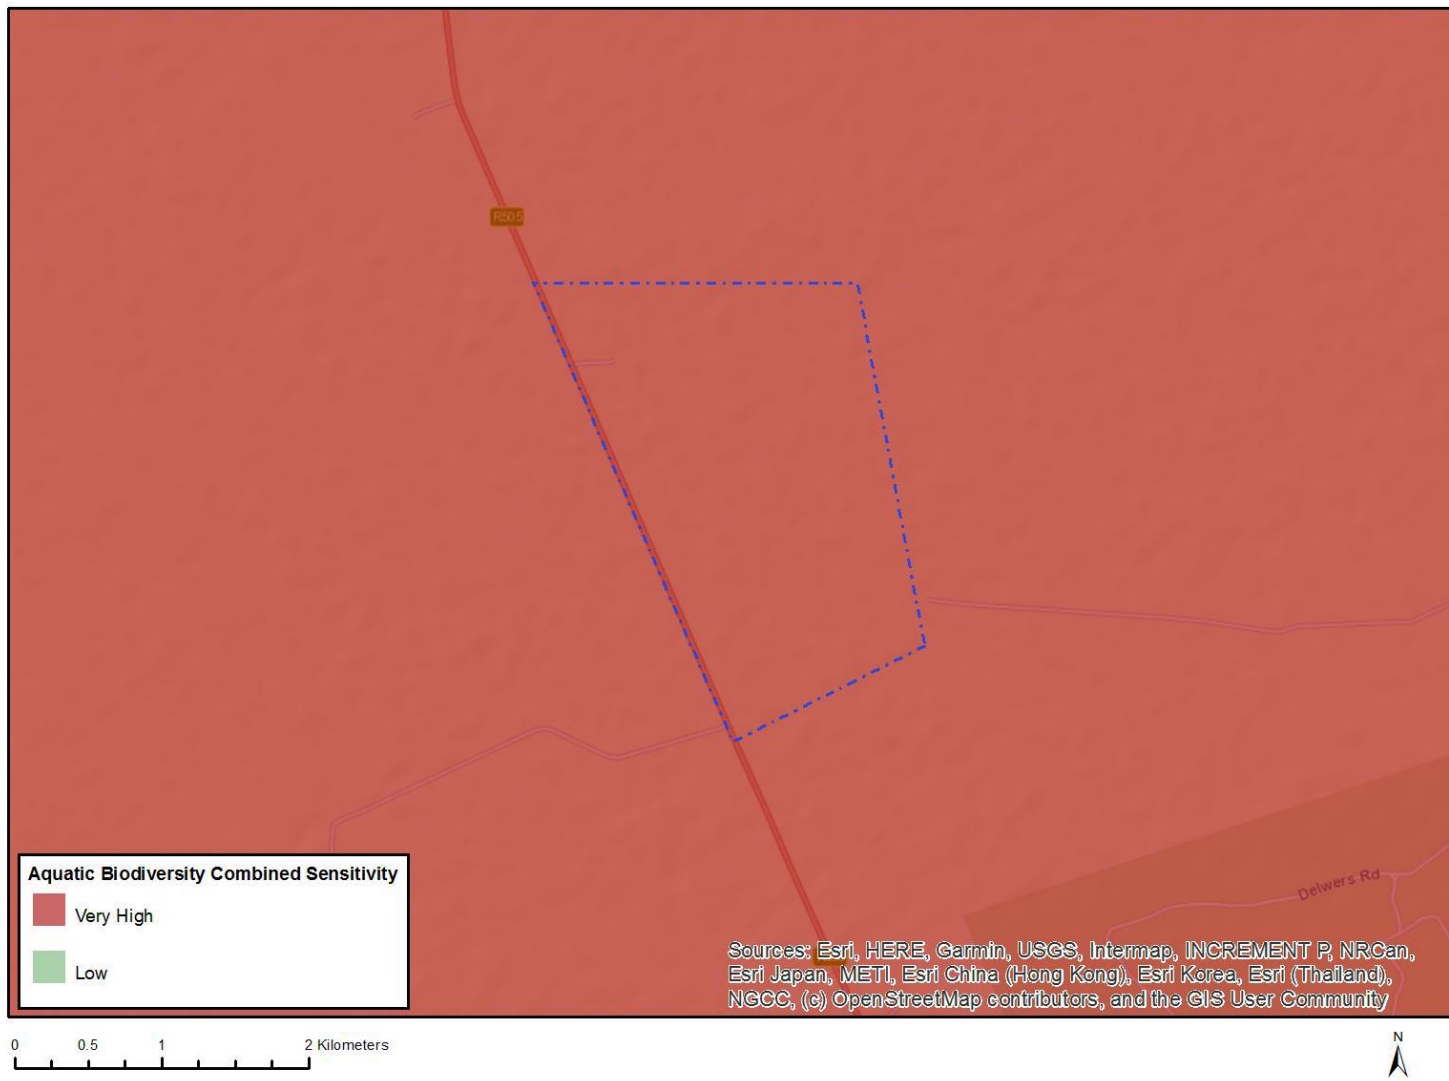 R505
Aquatic Biodiversity Combined Sensitivity
Very High
Low
Delwers Rd
Sources: Esri, HERE, Garmin, USGS, Intermap, INCREMENT P, NRCan,
Esri Japan, METI, Esri China (Hong Kong), Esri Korea, Esri (Thailand),
NGCC, (c) OpenStreetMap contributors, and the GIS User Community
0 0.5 1 2 Kilometers
N